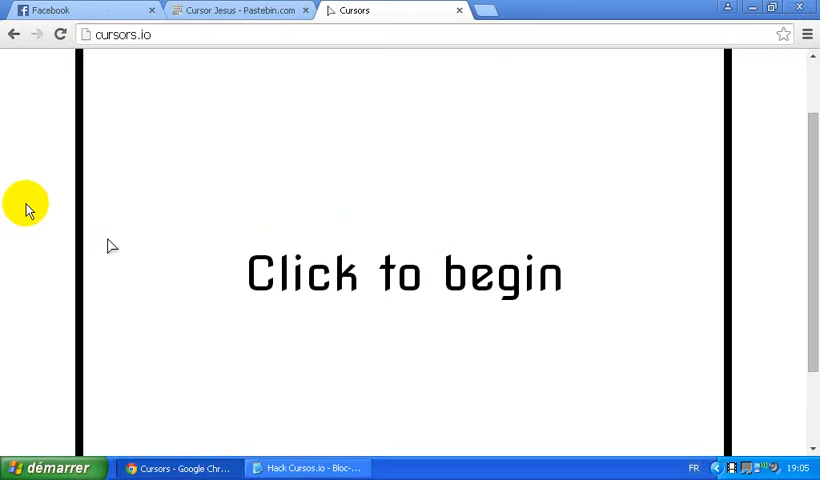 Facebook
Cursor Jesus - Pastebin.com
Cursors
cursors.io
Click to begin
démarrer
Cursors - Google Chr...
Hack Cursos.io - Bloc-...
FR
19:05